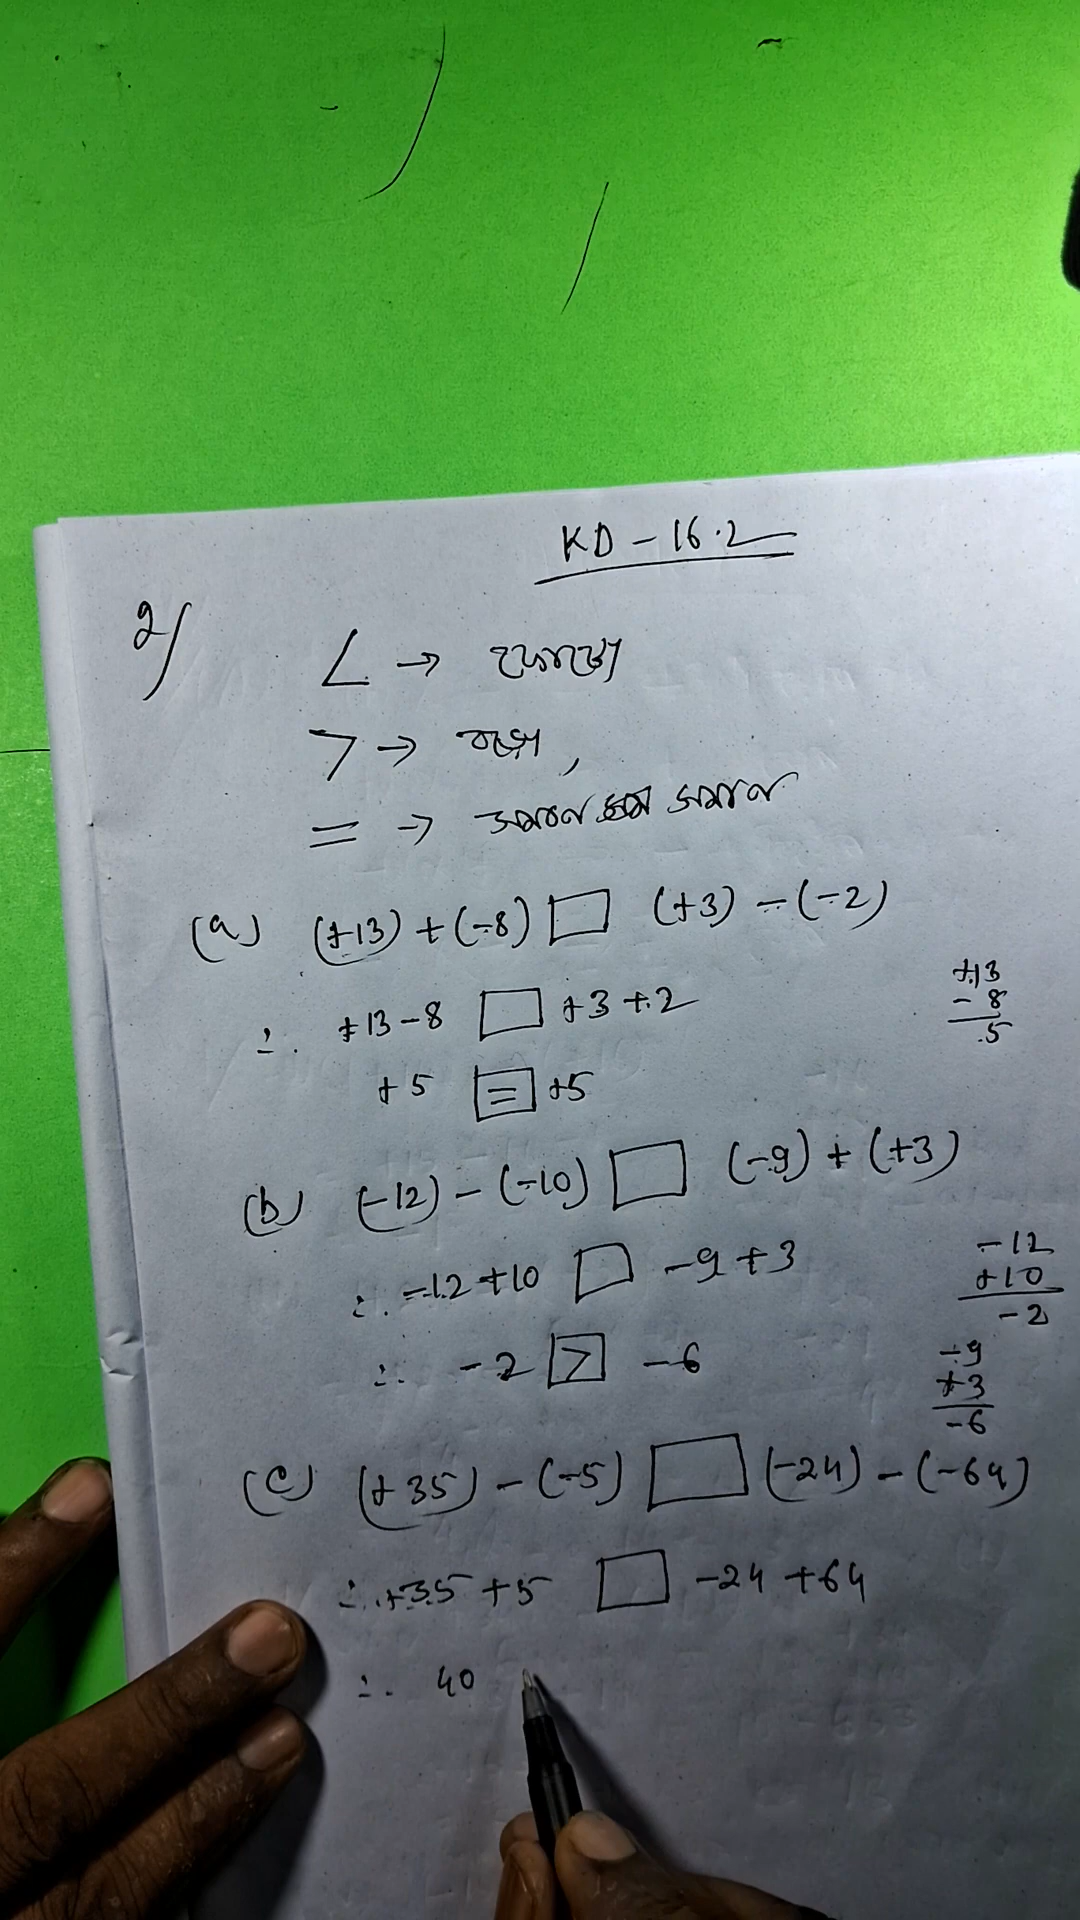 KD - 16.2
2/
< →
> → বড়ো,
= → সমান সমান
(a) (+13) + (-8) □ (+3) - (-2)
∴ +13 - 8 □ +3 + 2
+5 = +5
+13
- 8
5
(b) (-12) - (-10) □ (-9) + (+3)
∴ -12 + 10 □ -9 + 3
∴ -2 > -6
-12
+10
-2
-9
+3
-6
(c) (+35) - (-5) □ (-24) - (-64)
∴ +35 + 5 □ -24 + 64
∴ 40